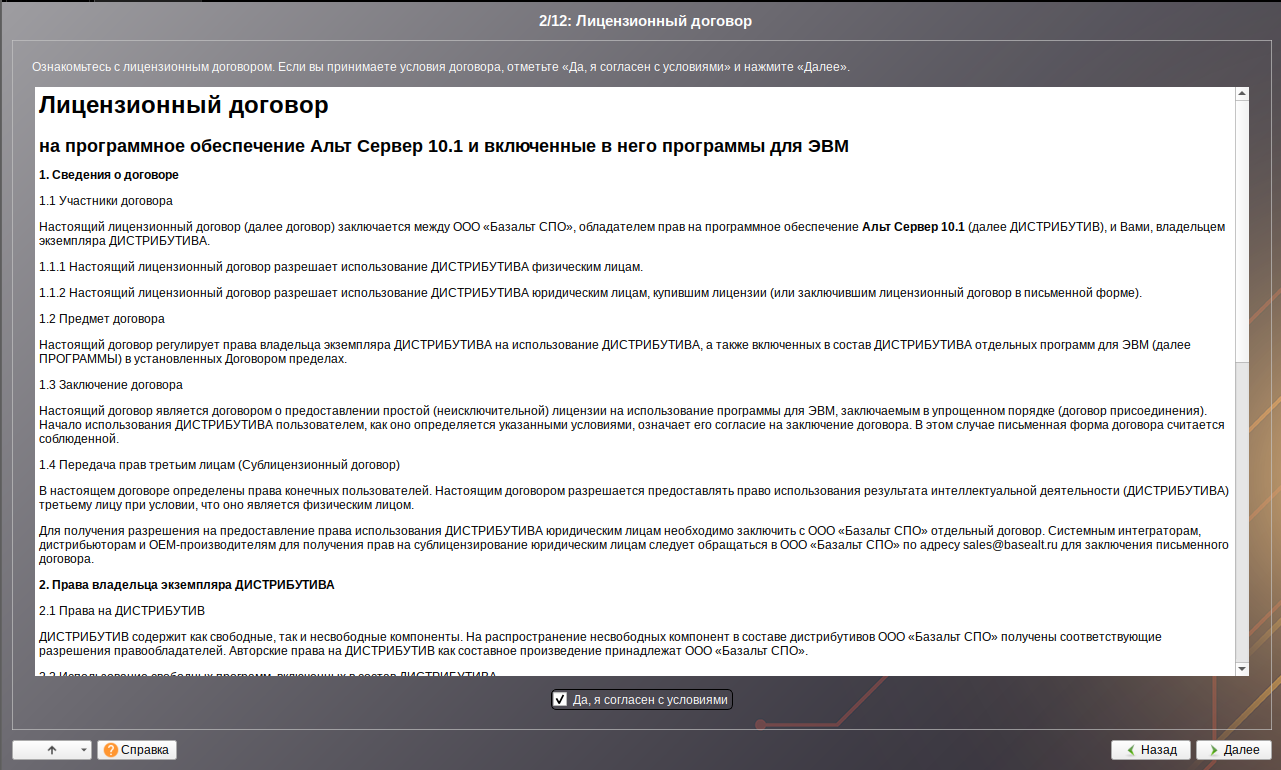 2/12: Лицензионный договор
Ознакомьтесь с лицензионным договором. Если вы принимаете условия договора, отметьте «Да, я согласен с условиями» и нажмите «Далее».
Лицензионный договор
на программное обеспечение Альт Сервер 10.1 и включенные в него программы для ЭВМ
1. Сведения о договоре
1.1 Участники договора
Настоящий лицензионный договор (далее договор) заключается между ООО «Базальт СПО», обладателем прав на программное обеспечение Альт Сервер 10.1 (далее ДИСТРИБУТИВ), и Вами, владельцем
экземпляра ДИСТРИБУТИВА.
1.1.1 Настоящий лицензионный договор разрешает использование ДИСТРИБУТИВА физическим лицам.
1.1.2 Настоящий лицензионный договор разрешает использование ДИСТРИБУТИВА юридическим лицам, купившим лицензии (или заключившим лицензионный договор в письменной форме).
1.2 Предмет договора
Настоящий договор регулирует права владельца экземпляра ДИСТРИБУТИВА на использование ДИСТРИБУТИВА, а также включенных в состав ДИСТРИБУТИВА отдельных программ для ЭВМ (далее
ПРОГРАММЫ) в установленных Договором пределах.
1.3 Заключение договора
Настоящий договор является договором о предоставлении простой (неисключительной) лицензии на использование программы для ЭВМ, заключаемым в упрощенном порядке (договор присоединения).
Начало использования ДИСТРИБУТИВА пользователем, как оно определяется указанными условиями, означает его согласие на заключение договора. В этом случае письменная форма договора считается
соблюденной.
1.4 Передача прав третьим лицам (Сублицензионный договор)
В настоящем договоре определены права конечных пользователей. Настоящим договором разрешается предоставлять право использования результата интеллектуальной деятельности (ДИСТРИБУТИВА)
третьему лицу при условии, что оно является физическим лицом.
Для получения разрешения на предоставление права использования ДИСТРИБУТИВА юридическим лицам необходимо заключить с ООО «Базальт СПО» отдельный договор. Системным интеграторам,
дистрибьюторам и OEM-производителям для получения прав на сублицензирование юридическим лицам следует обращаться в ООО «Базальт СПО» по адресу sales@basealt.ru для заключения письменного
договора.
2. Права владельца экземпляра ДИСТРИБУТИВА
2.1 Права на ДИСТРИБУТИВ
ДИСТРИБУТИВ содержит как свободные, так и несвободные компоненты. На распространение несвободных компонент в составе дистрибутивов ООО «Базальт СПО» получены соответствующие
разрешения правообладателей. Авторские права на ДИСТРИБУТИВ как составное произведение принадлежат ООО «Базальт СПО».
2.2 Использование свободных программ, включенных в состав ДИСТРИБУТИВА
Да, я согласен с условиями
Справка
Назад
Далее